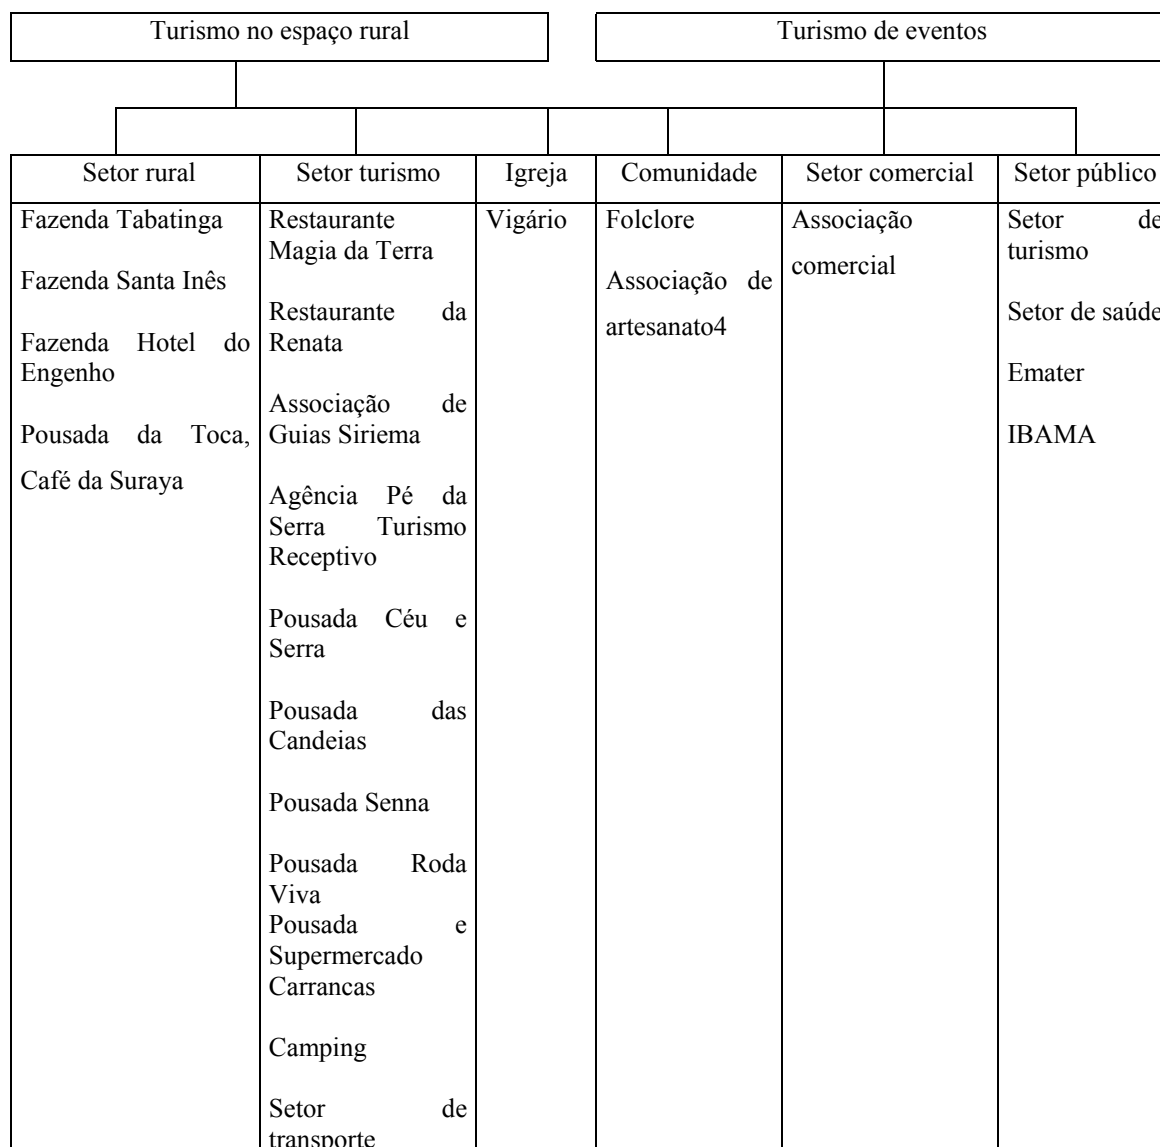 Turismo no espaço rural
Turismo de eventos
Setor rural
Fazenda Tabatinga
Fazenda Santa Inês
Fazenda Hotel do
Engenho
Pousada da Toca,
Café da Suraya
Setor turismo
Restaurante
Magia da Terra
Restaurante da
Renata
Associação de
Guias Siriema
Agência Pé da
Serra Turismo
Receptivo
Pousada Céu e
Serra
Pousada das
Candeias
Pousada Senna
Pousada Roda
Viva
Pousada e
Supermercado
Carrancas
Camping
Setor de
transporte
Igreja
Vigário
Comunidade
Folclore
Associação de
artesanato4
Setor comercial
Associação
comercial
Setor público
Setor de
turismo
Setor de saúde
Emater
IBAMA